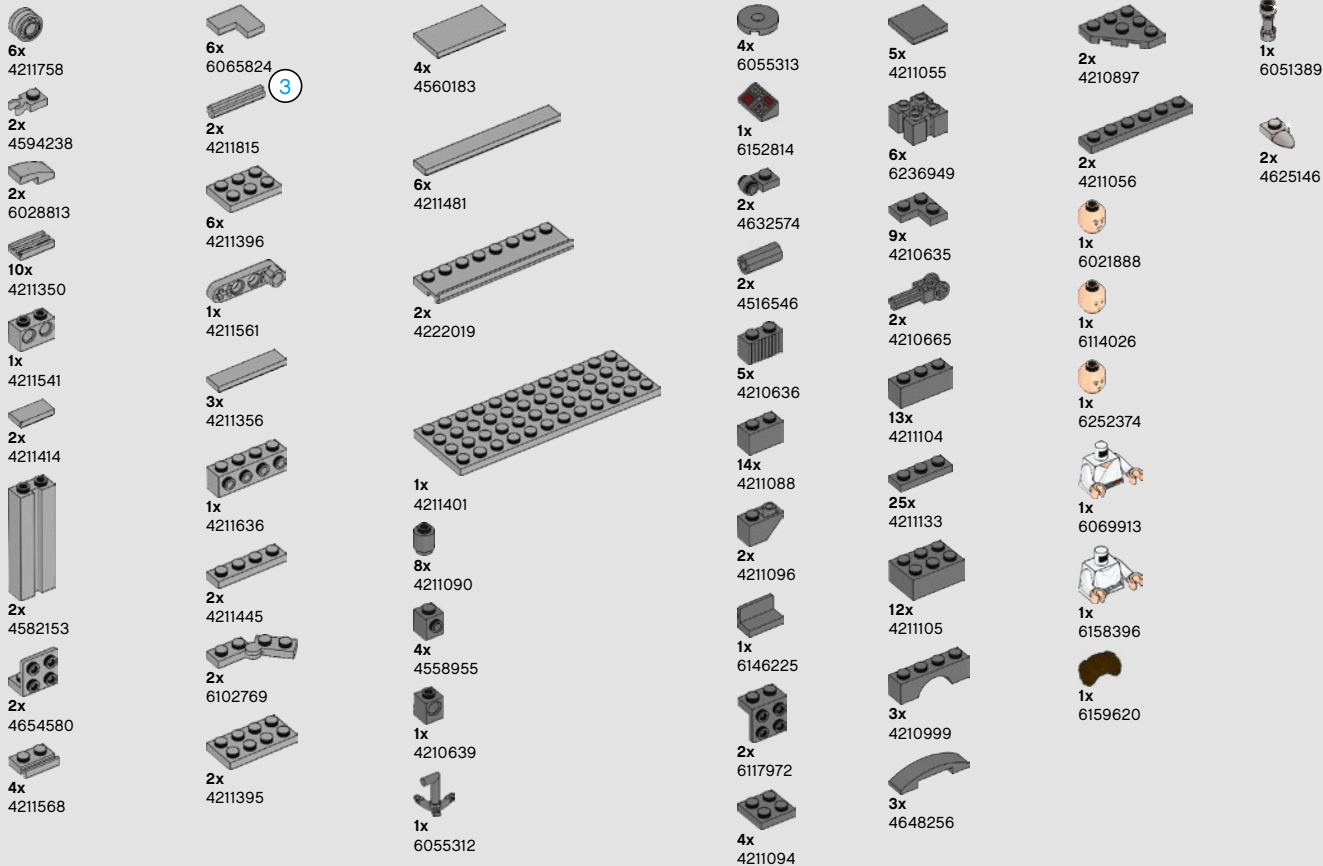 6x
4211758
2x
4594238
2x
6028813
10x
4211350
1x
4211541
2x
4211414
2x
4582153
2x
4654580
4x
4211568
6x
6065824
3
2x
4211815
6x
4211396
1x
4211561
3x
4211356
1x
4211636
2x
4211445
2x
6102769
2x
4211395
4x
4560183
6x
4211481
2x
4222019
1x
4211401
8x
4211090
4x
4558955
1x
4210639
1x
6055312
4x
6055313
1x
6152814
2x
4632574
2x
4516546
5x
4210636
14x
4211088
2x
4211096
1x
6146225
2x
6117972
4x
4211094
5x
4211055
6x
6236949
9x
4210635
2x
4210665
13x
4211104
25x
4211133
12x
4211105
3x
4210999
3x
4648256
2x
4210897
2x
4211056
1x
6021888
1x
6114026
1x
6252374
1x
6069913
1x
6158396
1x
6159620
1x
6051389
2x
4625146